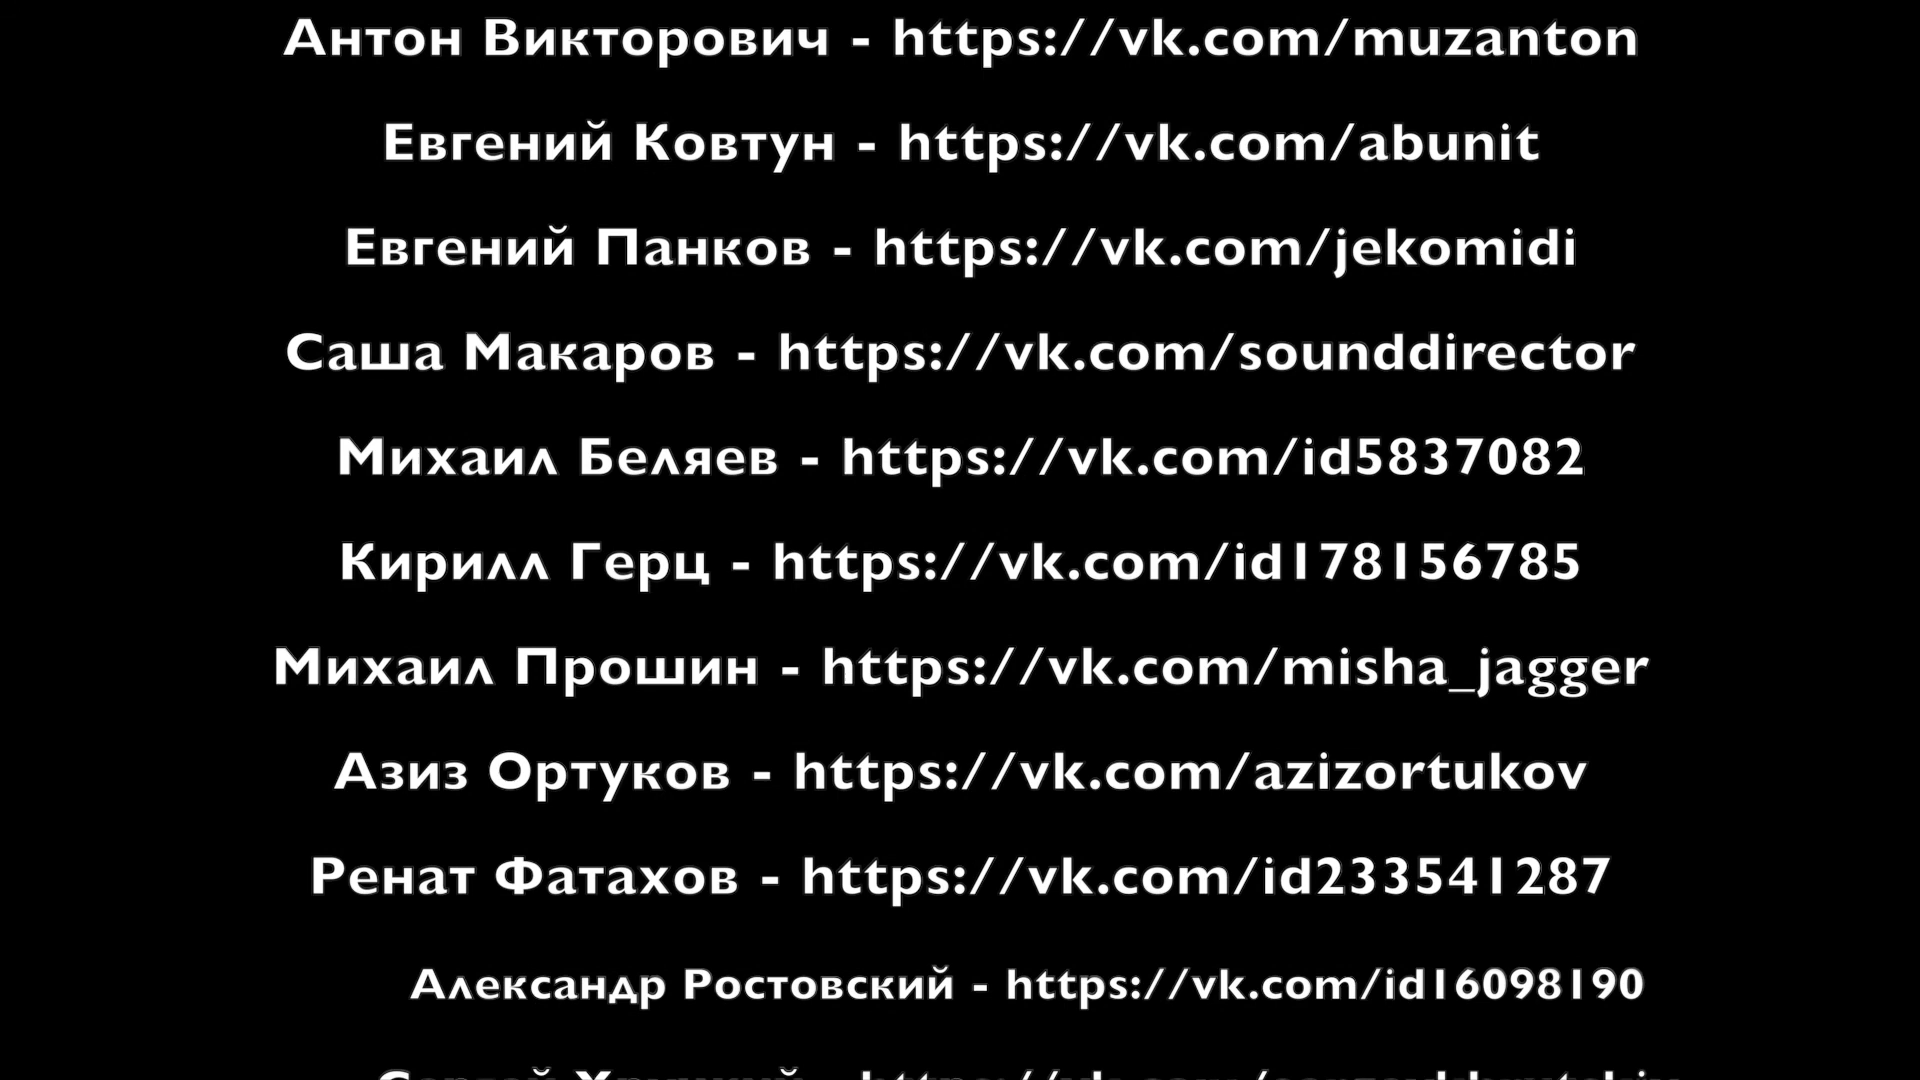 Антон Викторович - https://vk.com/muzanton
Евгений Ковтун - https://vk.com/abunit
Евгений Панков - https://vk.com/jekomidi
Саша Макаров - https://vk.com/sounddirector
Михаил Беляев - https://vk.com/id5837082
Кирилл Герц - https://vk.com/id178156785
Михаил Прошин - https://vk.com/misha_jagger
Азиз Ортуков - https://vk.com/azizortukov
Ренат Фатахов - https://vk.com/id233541287
Александр Ростовский - https://vk.com/id16098190